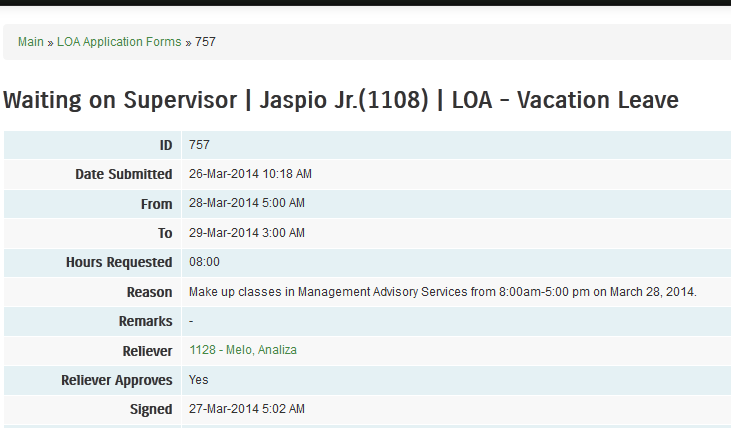 Main » LOA Application Forms » 757
Waiting on Supervisor | Jaspio Jr.(1108) | LOA - Vacation Leave
ID 757
Date Submitted 26-Mar-2014 10:18 AM
From 28-Mar-2014 5:00 AM
To 29-Mar-2014 3:00 AM
Hours Requested 08:00
Reason Make up classes in Management Advisory Services from 8:00am-5:00 pm on March 28, 2014.
Remarks -
Reliever 1128 - Melo, Analiza
Reliever Approves Yes
Signed 27-Mar-2014 5:02 AM